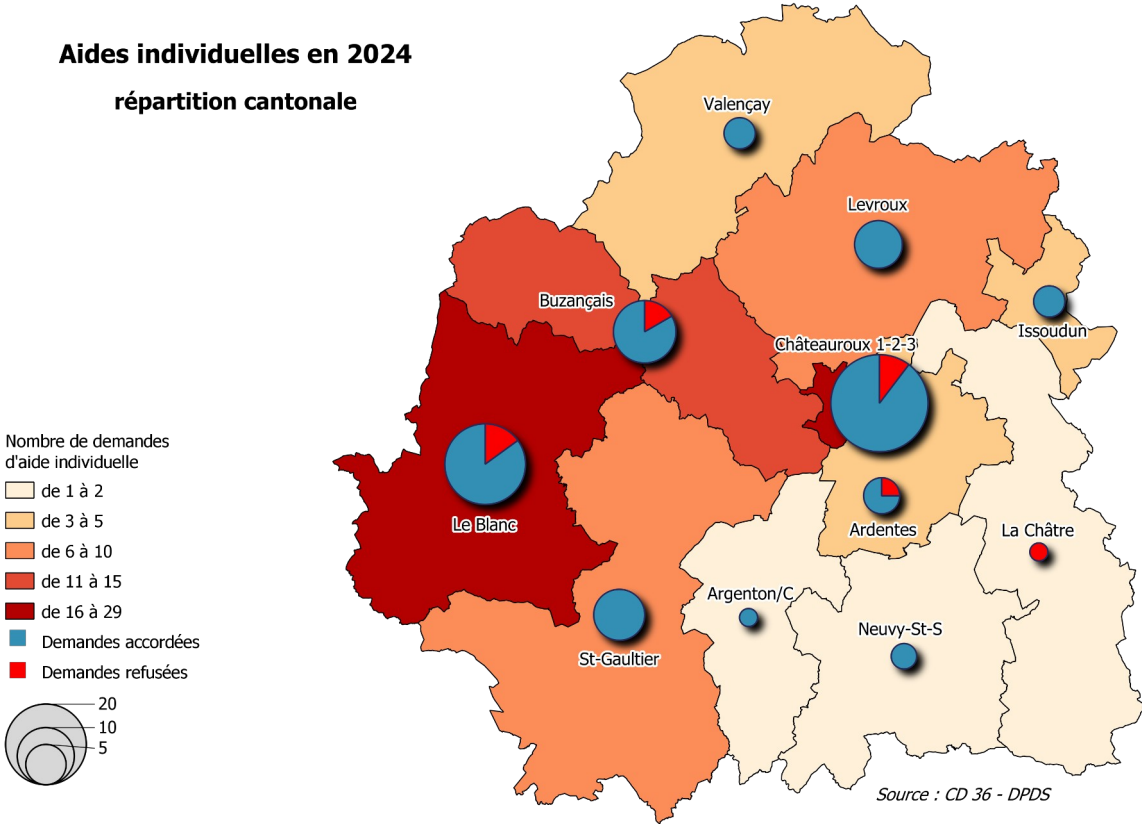 Aides individuelles en 2024
répartition cantonale
Valençay
Levroux
Buzançais
Issoudun
Châteauroux 1-2-3
Le Blanc
Ardentes
La Châtre
Argenton/C
Neuvy-St-S
St-Gaultier
Nombre de demandes
d'aide individuelle
de 1 à 2
de 3 à 5
de 6 à 10
de 11 à 15
de 16 à 29
Demandes accordées
Demandes refusées
20
10
5
Source : CD 36 - DPDS